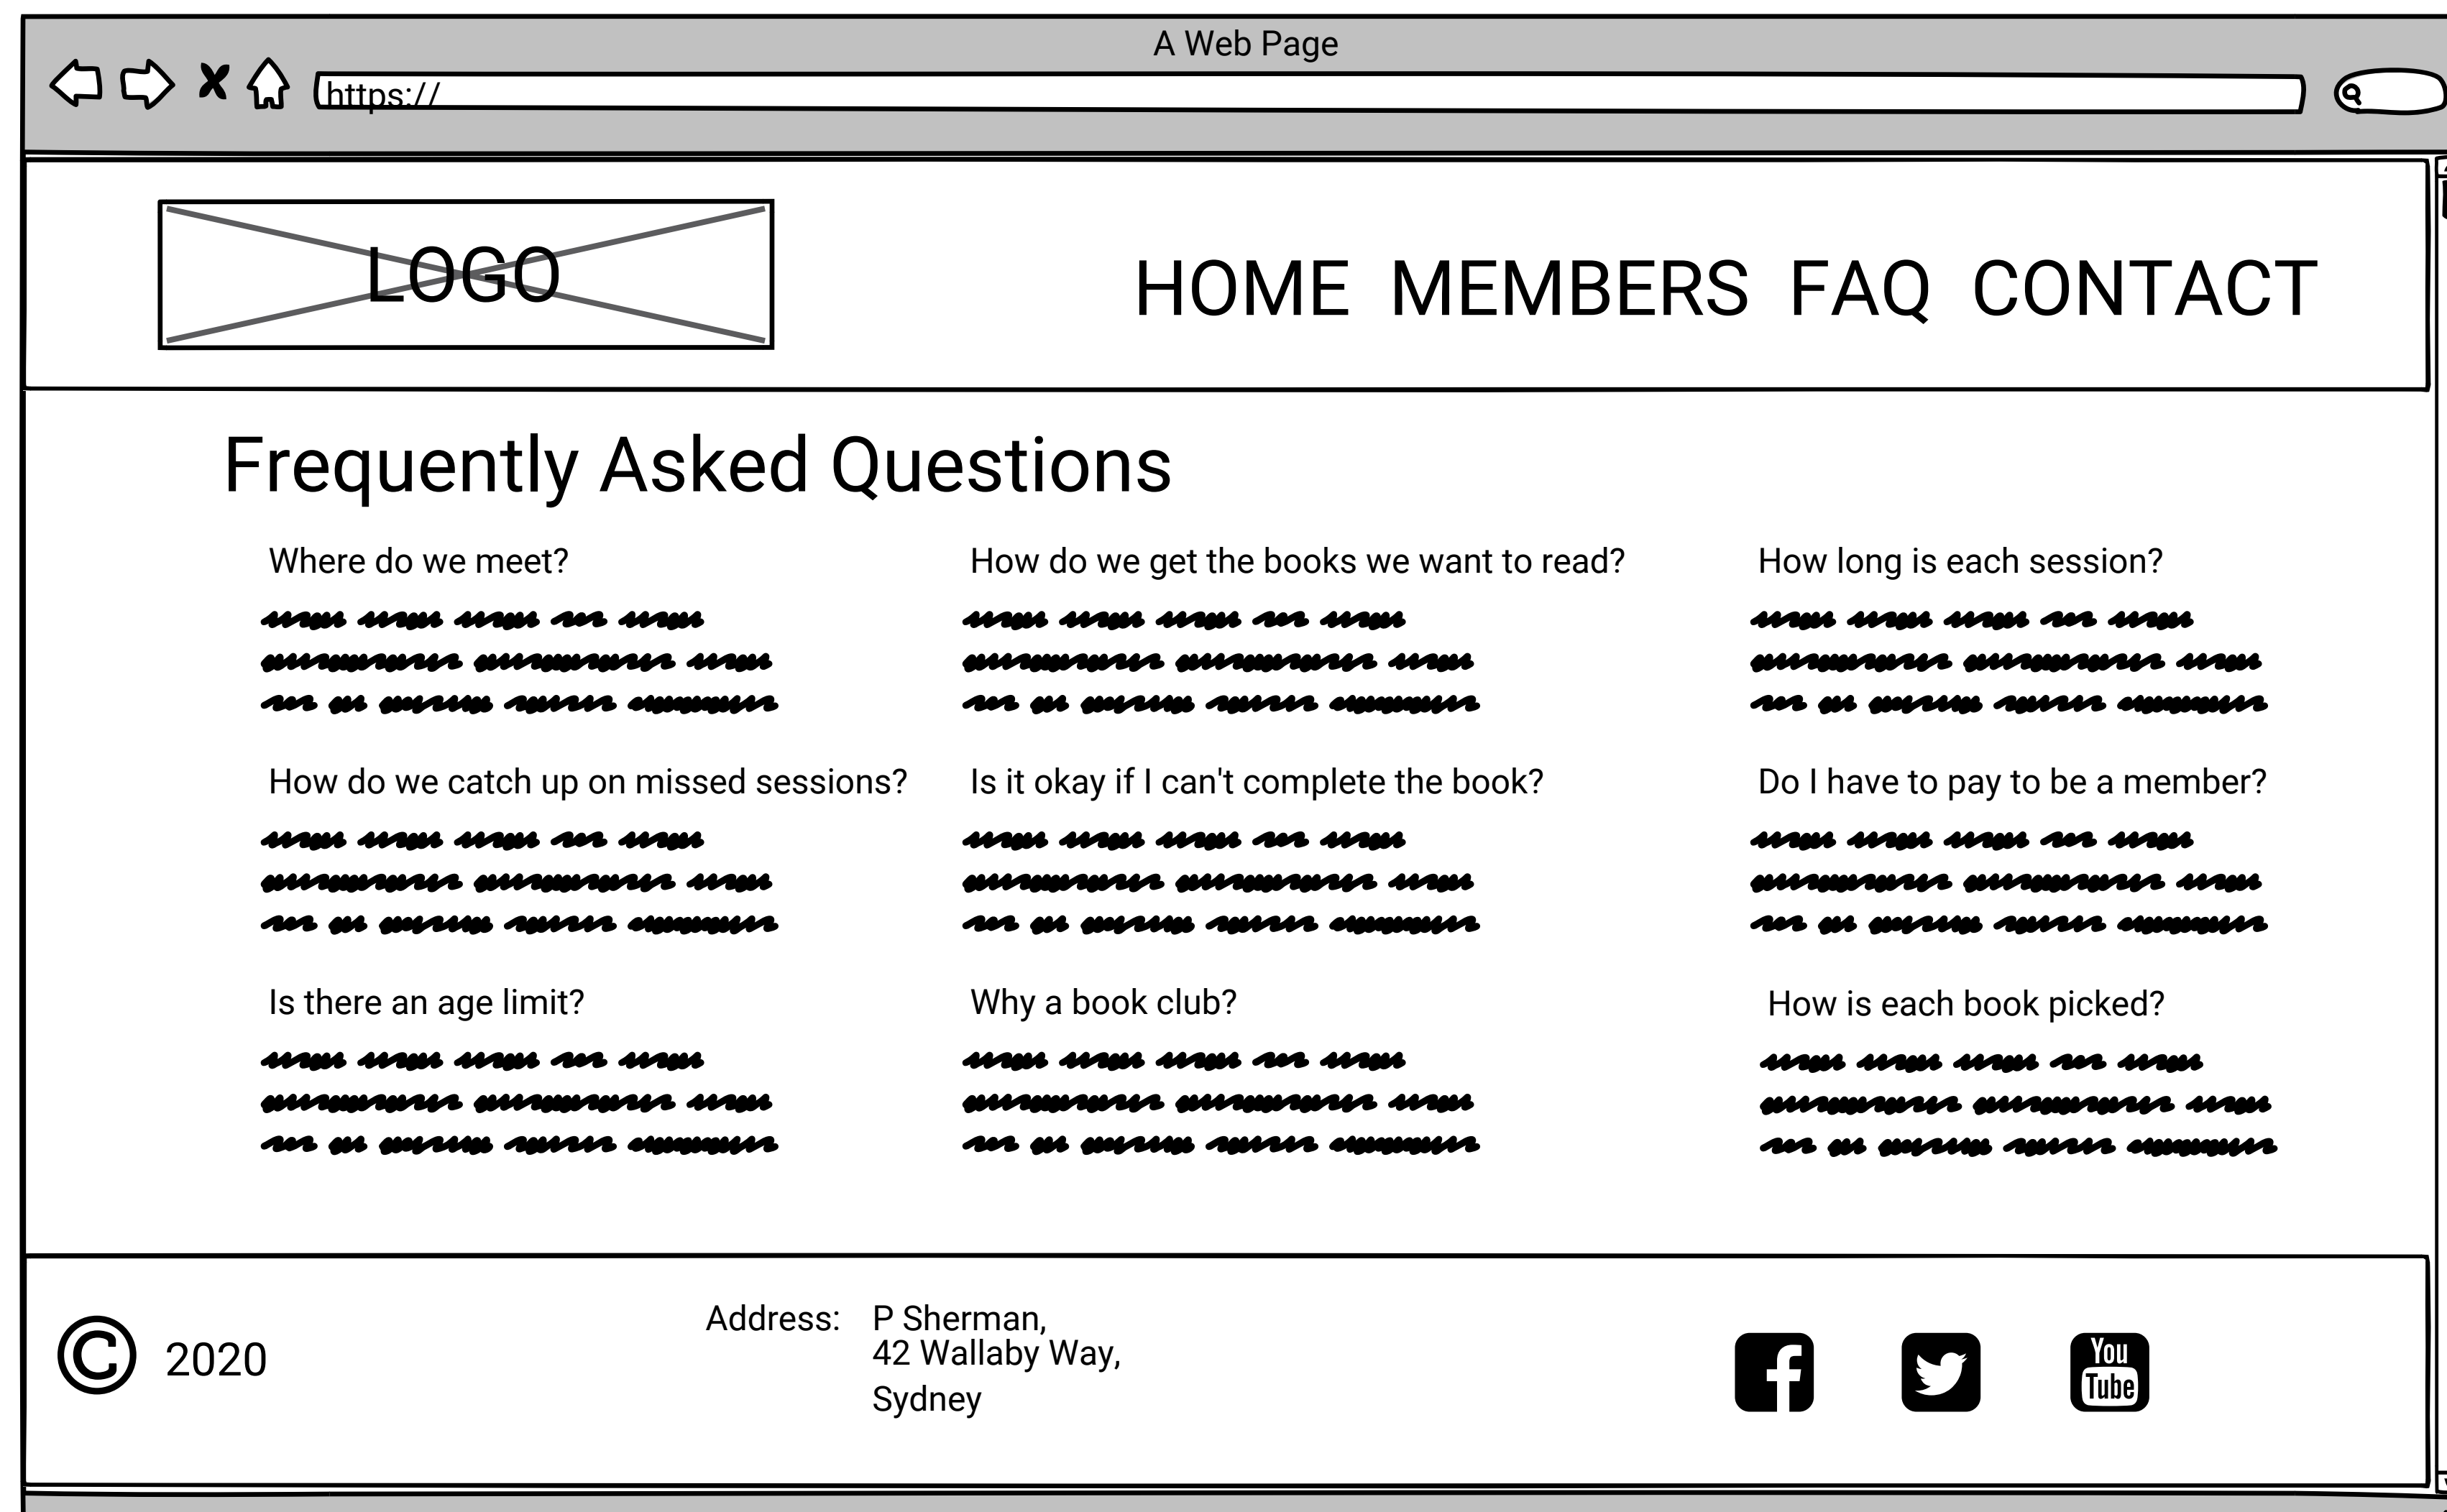 A Web Page
https://
LOGO
HOME MEMBERS FAQ CONTACT
Frequently Asked Questions
Where do we meet?
How do we get the books we want to read?
How long is each session?
How do we catch up on missed sessions?
Is it okay if I can't complete the book?
Do I have to pay to be a member?
Is there an age limit?
Why a book club?
How is each book picked?
© 2020
Address: P Sherman,
42 Wallaby Way,
Sydney
You
Tube